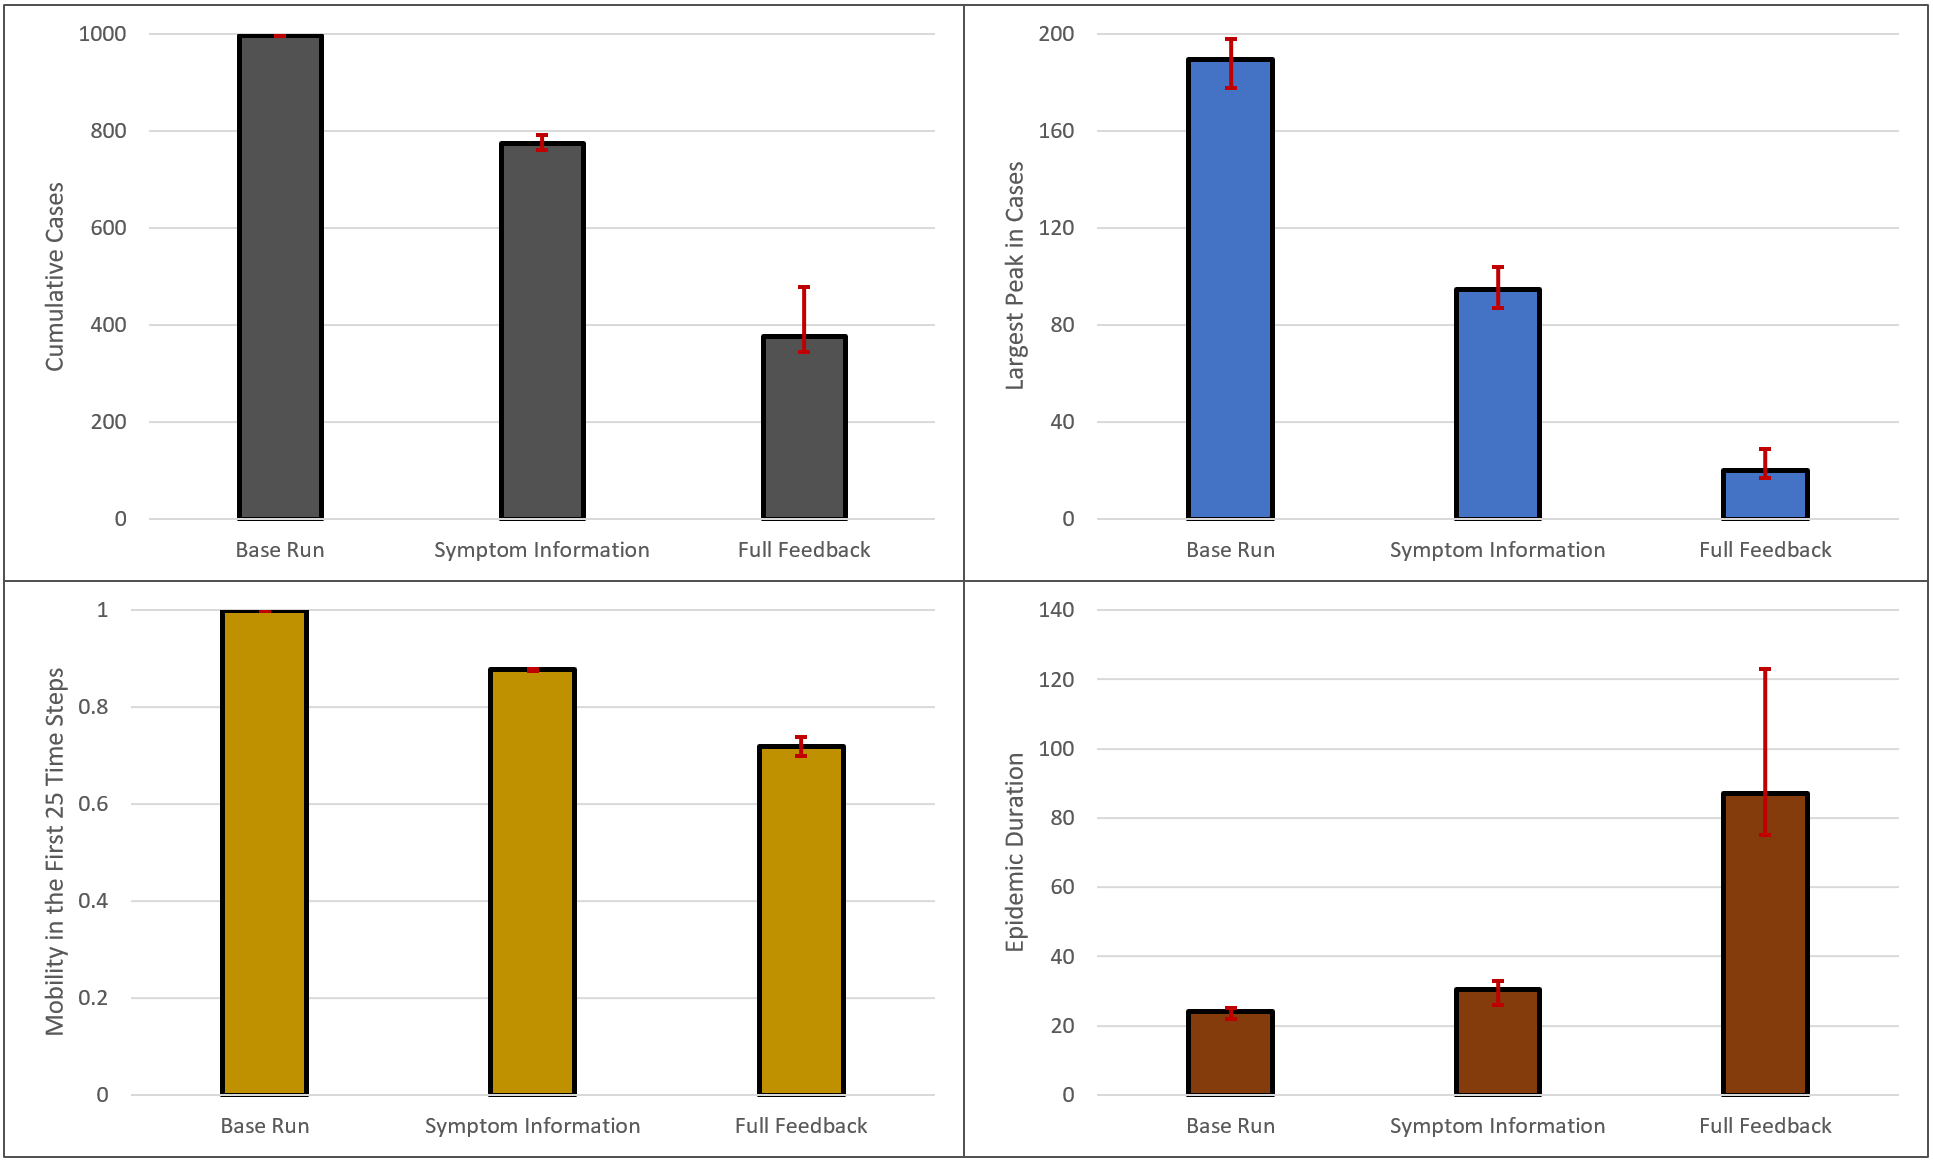 Cumulative Cases
1000
800
600
400
200
0
Base Run
Symptom Information
Full Feedback
Largest Peak in Cases
200
160
120
80
40
0
Base Run
Symptom Information
Full Feedback
Mobility in the First 25 Time Steps
1
0.8
0.6
0.4
0.2
0
Base Run
Symptom Information
Full Feedback
Epidemic Duration
140
120
100
80
60
40
20
0
Base Run
Symptom Information
Full Feedback